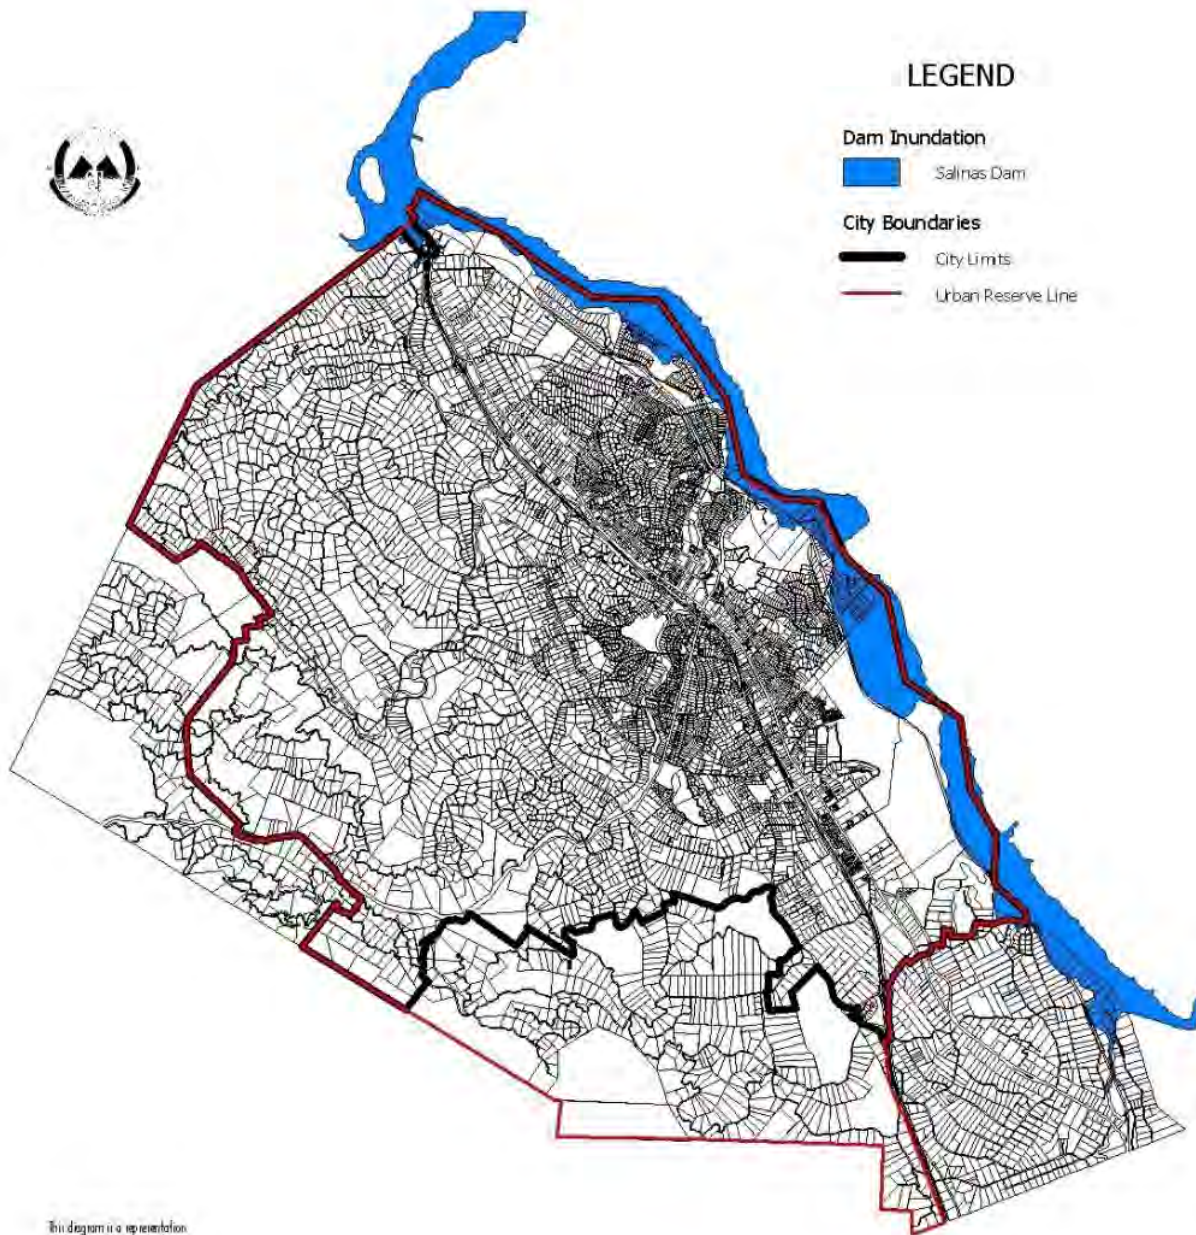 LEGEND
Dam Inundation
Salinas Dam
City Boundaries
City Limits
Urban Reserve Line
This diagram is a representation